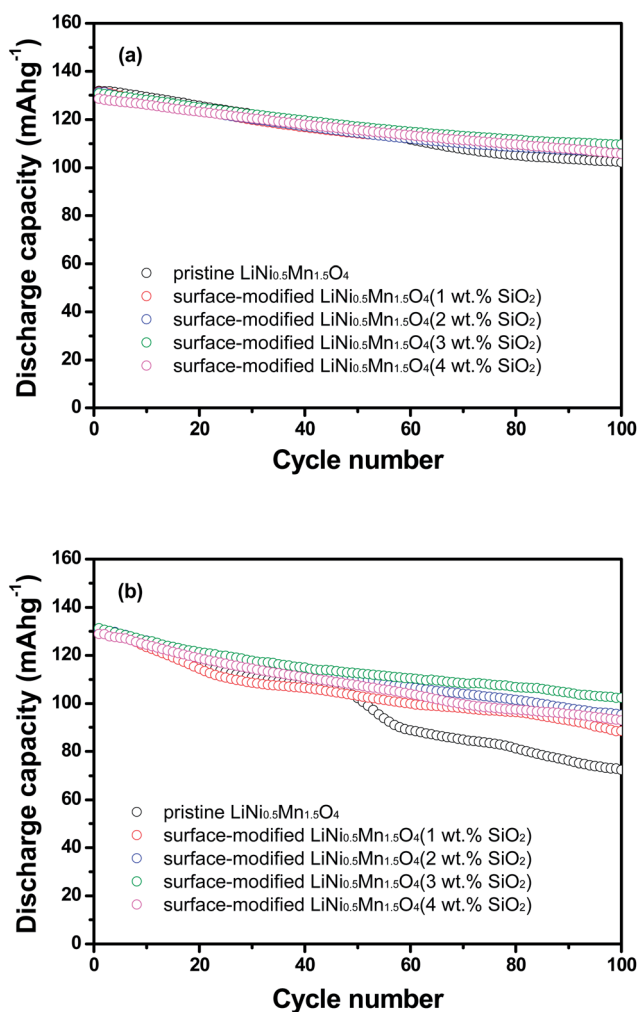 160
(a)
140
120
100
80
60
40
20
0
Discharge capacity (mAhg⁻¹)
pristine LiNi₀.₅Mn₁.₅O₄
surface-modified LiNi₀.₅Mn₁.₅O₄(1 wt.% SiO₂)
surface-modified LiNi₀.₅Mn₁.₅O₄(2 wt.% SiO₂)
surface-modified LiNi₀.₅Mn₁.₅O₄(3 wt.% SiO₂)
surface-modified LiNi₀.₅Mn₁.₅O₄(4 wt.% SiO₂)
0 20 40 60 80 100
Cycle number
160
(b)
140
120
100
80
60
40
20
0
Discharge capacity (mAhg⁻¹)
pristine LiNi₀.₅Mn₁.₅O₄
surface-modified LiNi₀.₅Mn₁.₅O₄(1 wt.% SiO₂)
surface-modified LiNi₀.₅Mn₁.₅O₄(2 wt.% SiO₂)
surface-modified LiNi₀.₅Mn₁.₅O₄(3 wt.% SiO₂)
surface-modified LiNi₀.₅Mn₁.₅O₄(4 wt.% SiO₂)
0 20 40 60 80 100
Cycle number